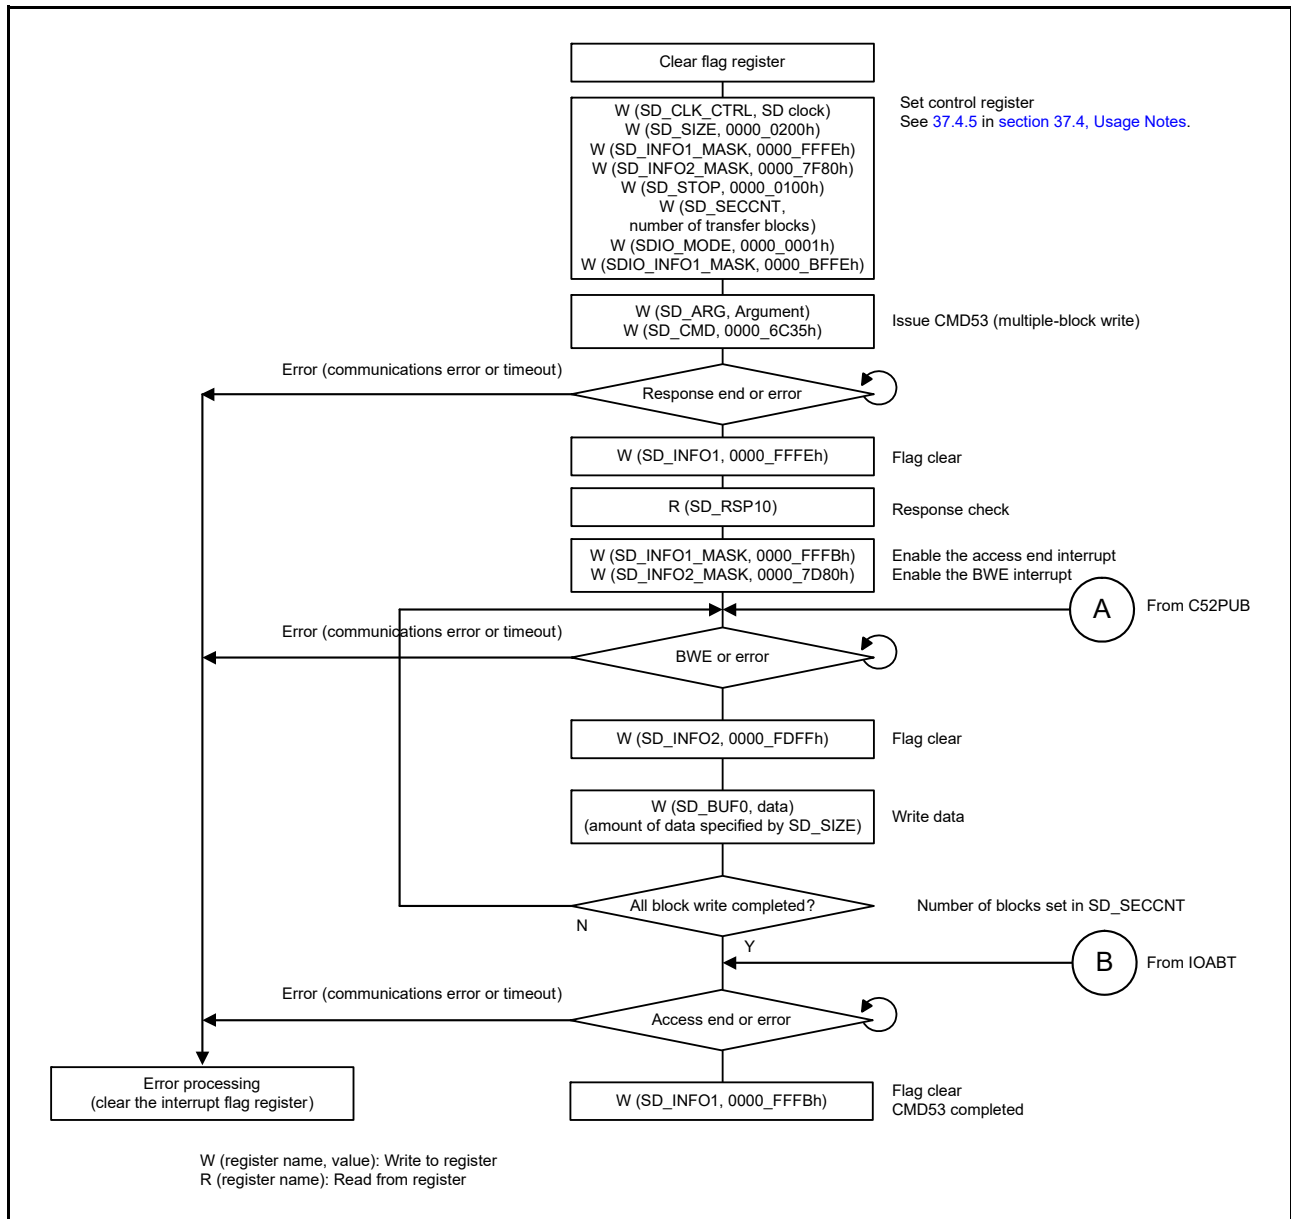 Clear flag register
W (SD_CLK_CTRL, SD clock)
W (SD_SIZE, 0000_0200h)
W (SD_INFO1_MASK, 0000_FFFEh)
W (SD_INFO2_MASK, 0000_7F80h)
W (SD_STOP, 0000_0100h)
W (SD_SECCNT,
number of transfer blocks)
W (SDIO_MODE, 0000_0001h)
W (SDIO_INFO1_MASK, 0000_BFFEh)
Set control register
See 37.4.5 in section 37.4, Usage Notes.
W (SD_ARG, Argument)
W (SD_CMD, 0000_6C35h)
Issue CMD53 (multiple-block write)
Error (communications error or timeout)
Response end or error
W (SD_INFO1, 0000_FFFEh)
Flag clear
R (SD_RSP10)
Response check
W (SD_INFO1_MASK, 0000_FFFBh)
W (SD_INFO2_MASK, 0000_7D80h)
Enable the access end interrupt
Enable the BWE interrupt
A
From C52PUB
Error (communications error or timeout)
BWE or error
W (SD_INFO2, 0000_FDFFh)
Flag clear
W (SD_BUF0, data)
(amount of data specified by SD_SIZE)
Write data
All block write completed?
Number of blocks set in SD_SECCNT
N
Y
B
From IOABT
Error (communications error or timeout)
Access end or error
Error processing
(clear the interrupt flag register)
W (SD_INFO1, 0000_FFFBh)
Flag clear
CMD53 completed
W (register name, value): Write to register
R (register name): Read from register